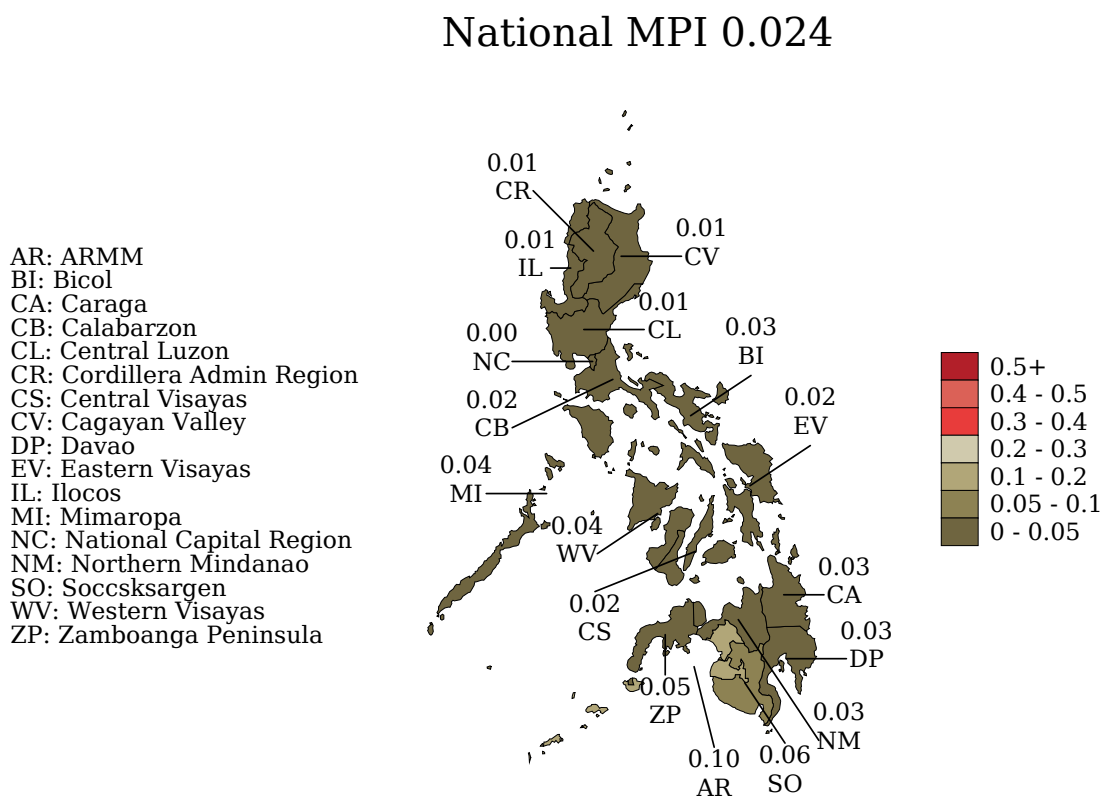 National MPI 0.024
0.01
CR
0.01
IL
0.01
CV
0.01
CL
0.00
NC
0.03
BI
0.02
CB
0.02
EV
0.04
MI
0.04
WV
0.02
CS
0.03
CA
0.03
DP
0.05
ZP
0.03
NM
0.10
AR
0.06
SO
AR: ARMM
BI: Bicol
CA: Caraga
CB: Calabarzon
CL: Central Luzon
CR: Cordillera Admin Region
CS: Central Visayas
CV: Cagayan Valley
DP: Davao
EV: Eastern Visayas
IL: Ilocos
MI: Mimaropa
NC: National Capital Region
NM: Northern Mindanao
SO: Soccsksargen
WV: Western Visayas
ZP: Zamboanga Peninsula
0.5+
0.4 - 0.5
0.3 - 0.4
0.2 - 0.3
0.1 - 0.2
0.05 - 0.1
0 - 0.05